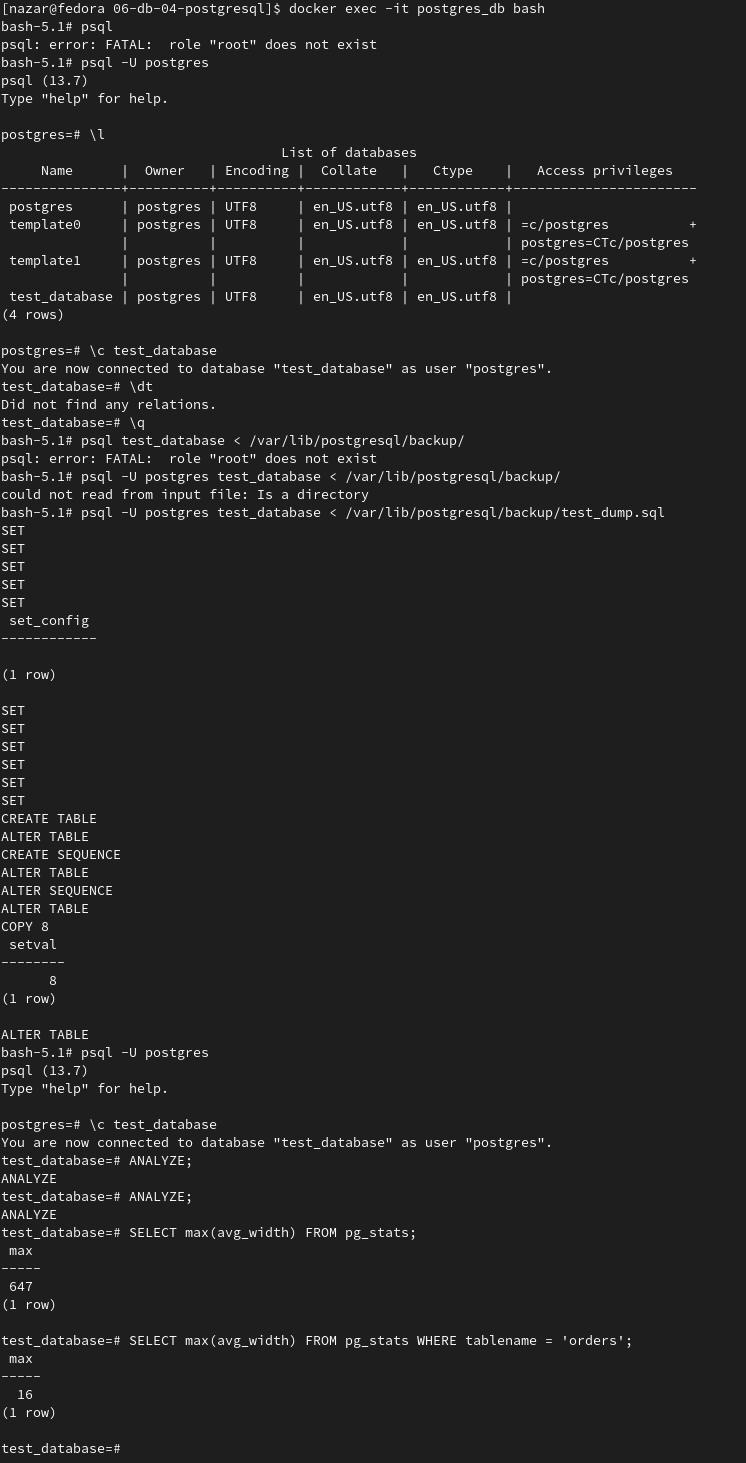 [nazar@fedora 06-db-04-postgresql]$ docker exec -it postgres_db bash
bash-5.1# psql
psql: error: FATAL:  role "root" does not exist
bash-5.1# psql -U postgres
psql (13.7)
Type "help" for help.

postgres=# \l
                                   List of databases
     Name      |  Owner   | Encoding |  Collate   |   Ctype    |   Access privileges
---------------+----------+----------+------------+------------+-----------------------
 postgres      | postgres | UTF8     | en_US.utf8 | en_US.utf8 |
 template0     | postgres | UTF8     | en_US.utf8 | en_US.utf8 | =c/postgres          +
               |          |          |            |            | postgres=CTc/postgres
 template1     | postgres | UTF8     | en_US.utf8 | en_US.utf8 | =c/postgres          +
               |          |          |            |            | postgres=CTc/postgres
 test_database | postgres | UTF8     | en_US.utf8 | en_US.utf8 |
(4 rows)

postgres=# \c test_database
You are now connected to database "test_database" as user "postgres".
test_database=# \dt
Did not find any relations.
test_database=# \q
bash-5.1# psql test_database < /var/lib/postgresql/backup/
psql: error: FATAL:  role "root" does not exist
bash-5.1# psql -U postgres test_database < /var/lib/postgresql/backup/
could not read from input file: Is a directory
bash-5.1# psql -U postgres test_database < /var/lib/postgresql/backup/test_dump.sql
SET
SET
SET
SET
SET
 set_config
------------

(1 row)

SET
SET
SET
SET
SET
SET
CREATE TABLE
ALTER TABLE
CREATE SEQUENCE
ALTER TABLE
ALTER SEQUENCE
ALTER TABLE
COPY 8
 setval
--------
      8
(1 row)

ALTER TABLE
bash-5.1# psql -U postgres
psql (13.7)
Type "help" for help.

postgres=# \c test_database
You are now connected to database "test_database" as user "postgres".
test_database=# ANALYZE;
ANALYZE
test_database=# ANALYZE;
ANALYZE
test_database=# SELECT max(avg_width) FROM pg_stats;
 max
-----
 647
(1 row)

test_database=# SELECT max(avg_width) FROM pg_stats WHERE tablename = 'orders';
 max
-----
  16
(1 row)

test_database=#